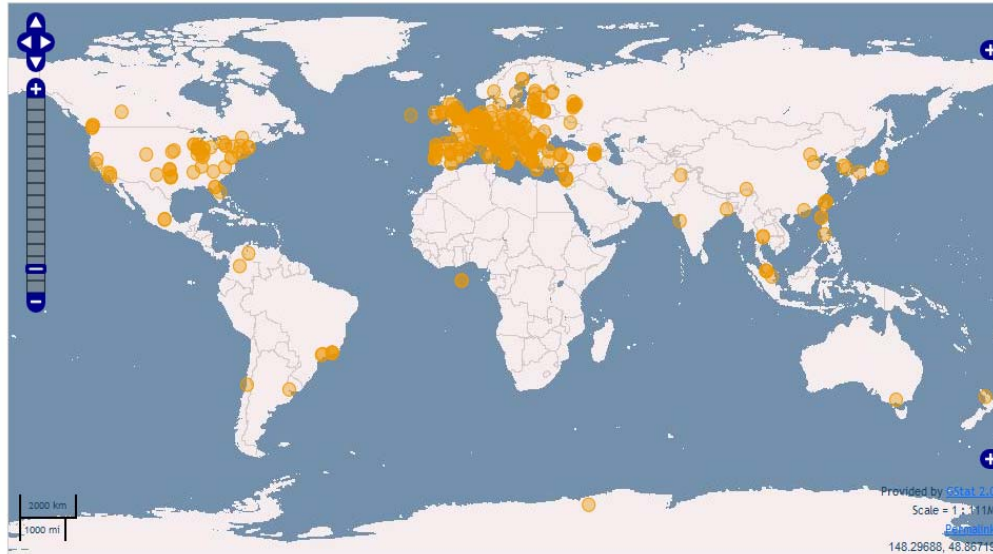 2000 km
1000 mi
Provided by GStat 2.0
Scale = 1 : 111M
Permalink
148.29688, 48.86719